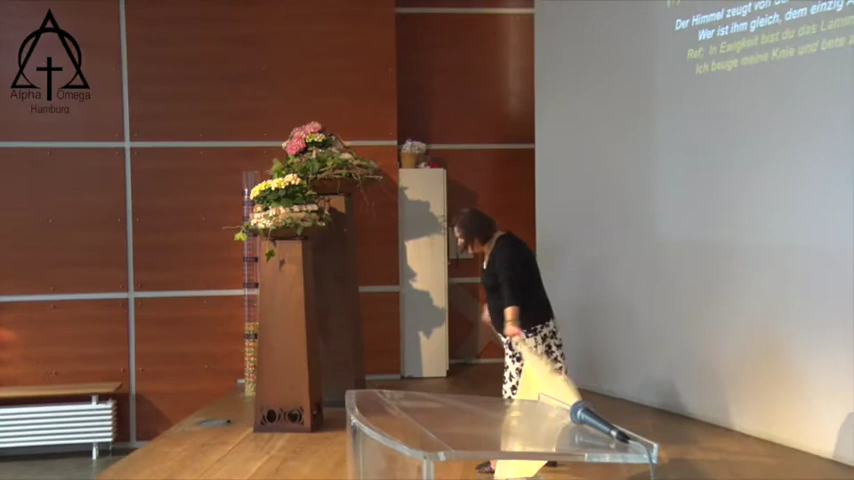 Alpha Omega
Hamburg
Der Himmel zeugt von
Wer ist ihm gleich, dem einzig
Ref: In Ewigkeit bist du das Lamm
Ich beuge meine Knie und bete